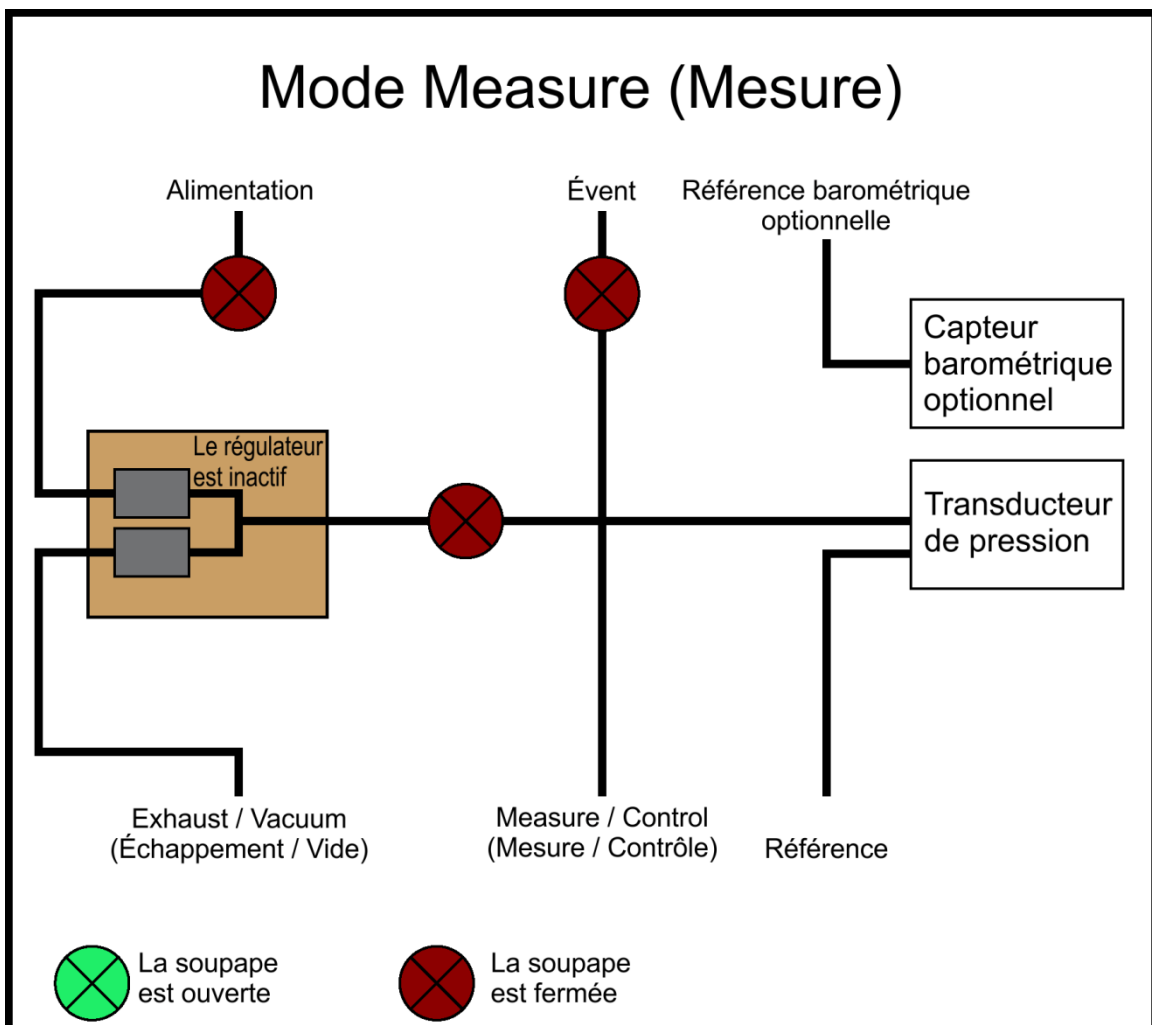 Mode Measure (Mesure)
Alimentation
Évent
Référence barométrique
optionnelle
Capteur
barométrique
optionnel
Le régulateur
est inactif
Transducteur
de pression
Exhaust / Vacuum
(Échappement / Vide)
Measure / Control
(Mesure / Contrôle)
Référence
La soupape
est ouverte
La soupape
est fermée